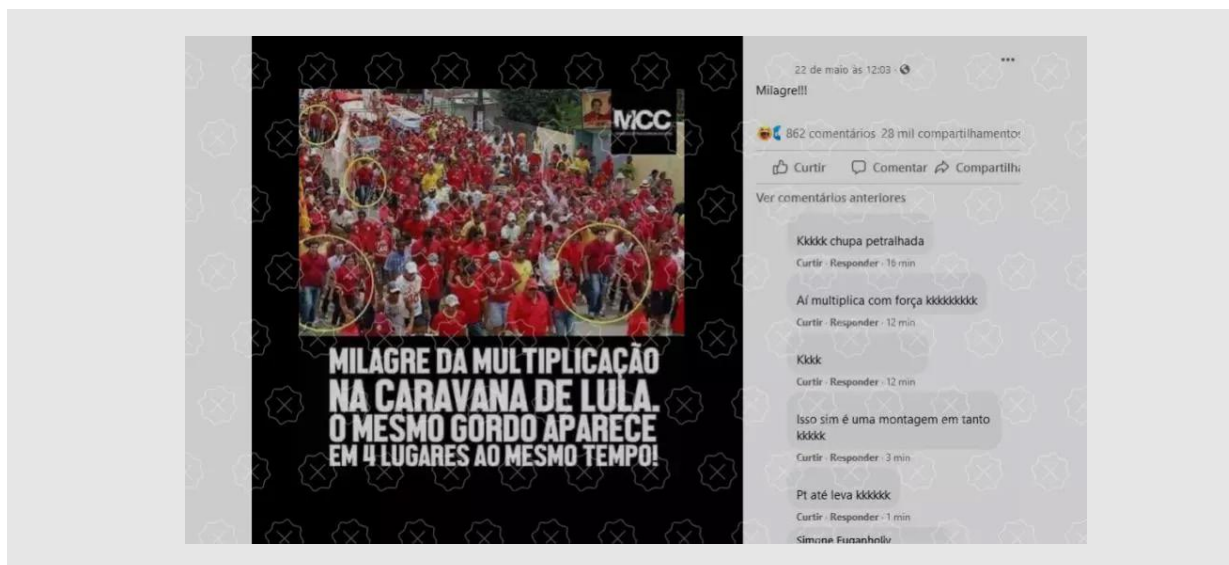 MCC
MILAGRE DA MULTIPLICAÇÃO
NA CARAVANA DE LULA.
O MESMO GORDO APARECE
EM 4 LUGARES AO MESMO TEMPO!
22 de maio às 12:03 ·
Milagre!!!
862 comentários 28 mil compartilhamentos
Curtir Comentar Compartilha
Ver comentários anteriores
Kkkkk chupa petralhada
Curtir · Responder · 16 min
Aí multiplica com força kkkkkkkkk
Curtir · Responder · 12 min
Kkkk
Curtir · Responder · 12 min
Isso sim é uma montagem em tanto
kkkkk
Curtir · Responder · 3 min
Pt até leva kkkkkk
Curtir · Responder · 1 min
Simone